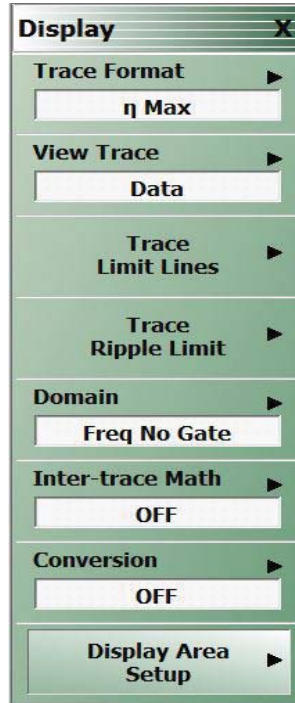 Display X
Trace Format
η Max
View Trace
Data
Trace
Limit Lines
Trace
Ripple Limit
Domain
Freq No Gate
Inter-trace Math
OFF
Conversion
OFF
Display Area
Setup